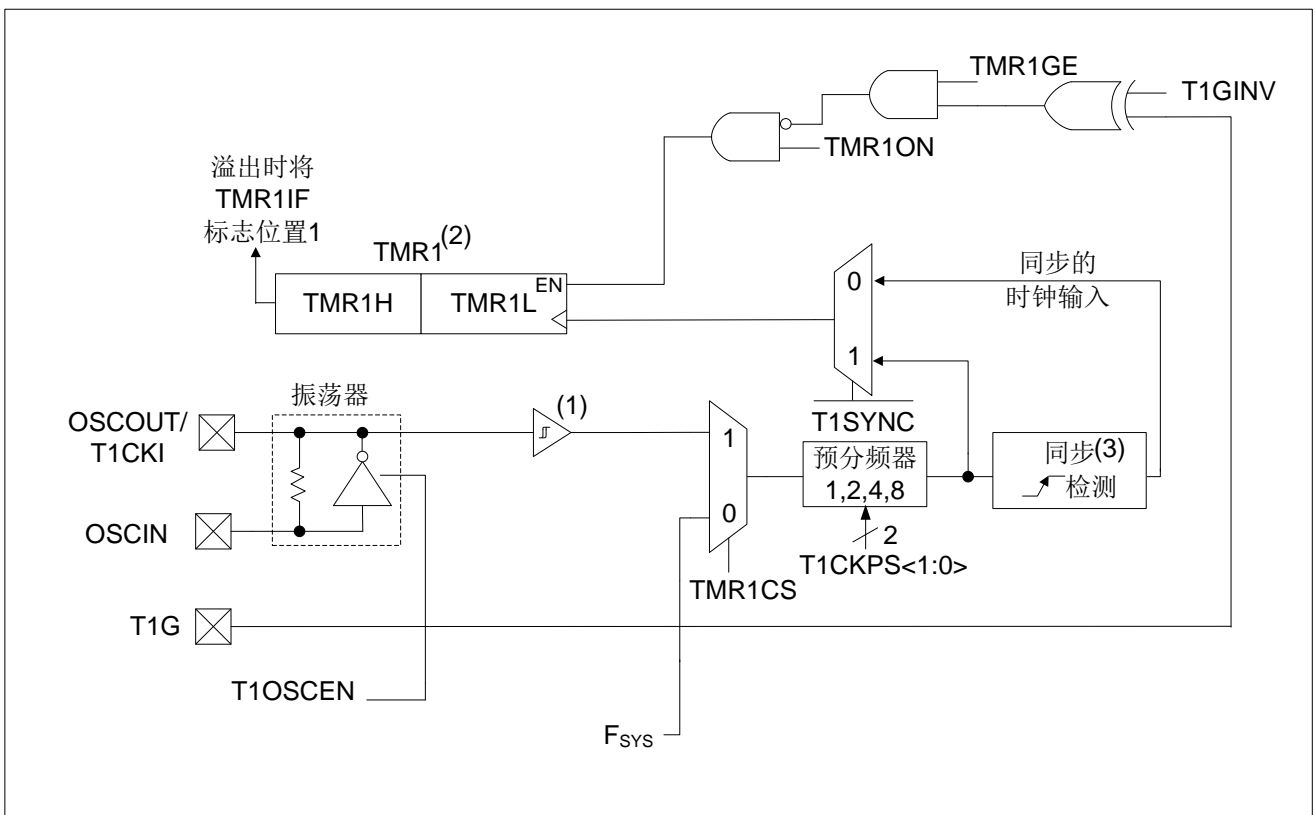 TMR1GE
T1GINV
TMR1ON
溢出时将
TMR1IF
标志位置1
TMR1(2)
EN
TMR1H
TMR1L
0
1
同步的
时钟输入
T1SYNC
振荡器
OSCOUT/
T1CKI
(1)
1
0
预分频器
1,2,4,8
同步(3)
检测
OSCIN
2
T1CKPS<1:0>
TMR1CS
T1G
T1OSCEN
FSYS